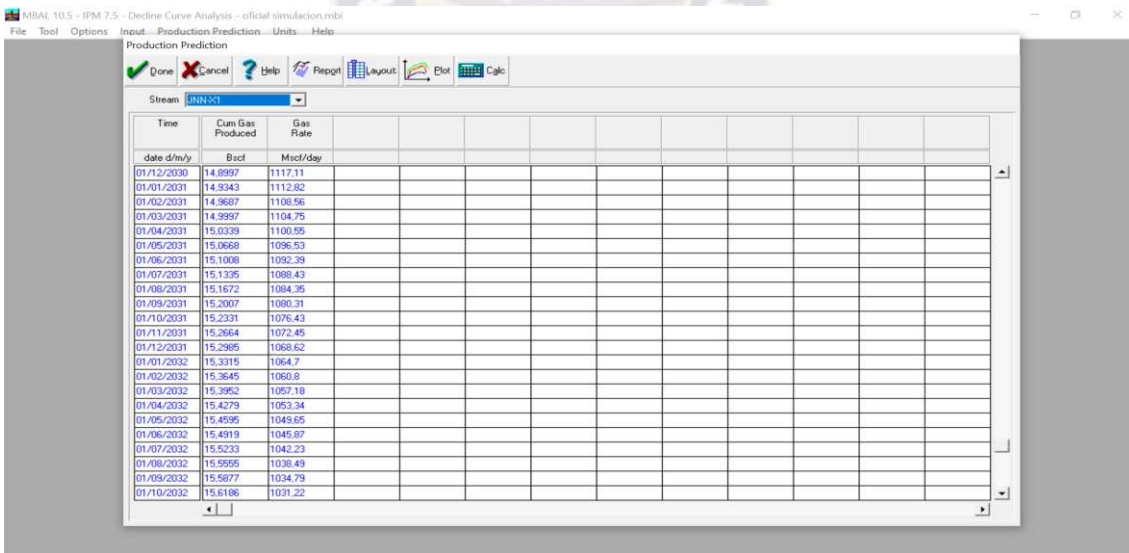 MBAL 10.5 - IPM 7.5 - Decline Curve Analysis - oficial simulacion.mbi
File Tool Options Input Production Prediction Units Help
Production Prediction
Done Cancel Help Report Layout Plot Calc
Stream JNN-X1
Time Cum Gas Produced Gas Rate
date d/m/y Bscf Mscf/day
01/12/2030 14,8997 1117,11
01/01/2031 14,9343 1112,82
01/02/2031 14,9687 1108,56
01/03/2031 14,9997 1104,75
01/04/2031 15,0339 1100,55
01/05/2031 15,0668 1096,53
01/06/2031 15,1008 1092,39
01/07/2031 15,1335 1088,43
01/08/2031 15,1672 1084,35
01/09/2031 15,2007 1080,31
01/10/2031 15,2331 1076,43
01/11/2031 15,2664 1072,45
01/12/2031 15,2985 1068,62
01/01/2032 15,3315 1064,7
01/02/2032 15,3645 1060,8
01/03/2032 15,3952 1057,18
01/04/2032 15,4279 1053,34
01/05/2032 15,4595 1049,65
01/06/2032 15,4919 1045,87
01/07/2032 15,5233 1042,23
01/08/2032 15,5555 1038,49
01/09/2032 15,5877 1034,79
01/10/2032 15,6186 1031,22